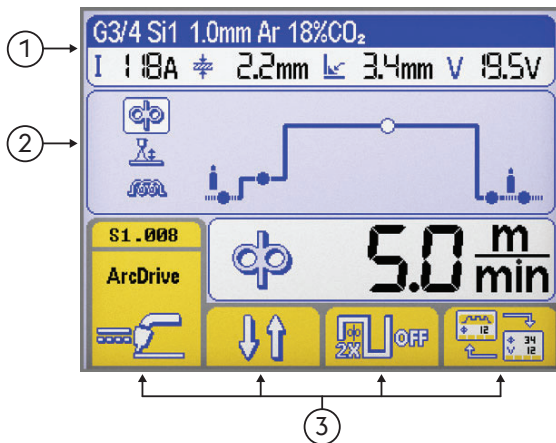 G3/4 Si1 1.0mm Ar 18%CO₂
I 118A 2.2mm 3.4mm V 19.5V
1
2
S1.008
ArcDrive
5.0 m/min
2X OFF
12
34
V 12
3